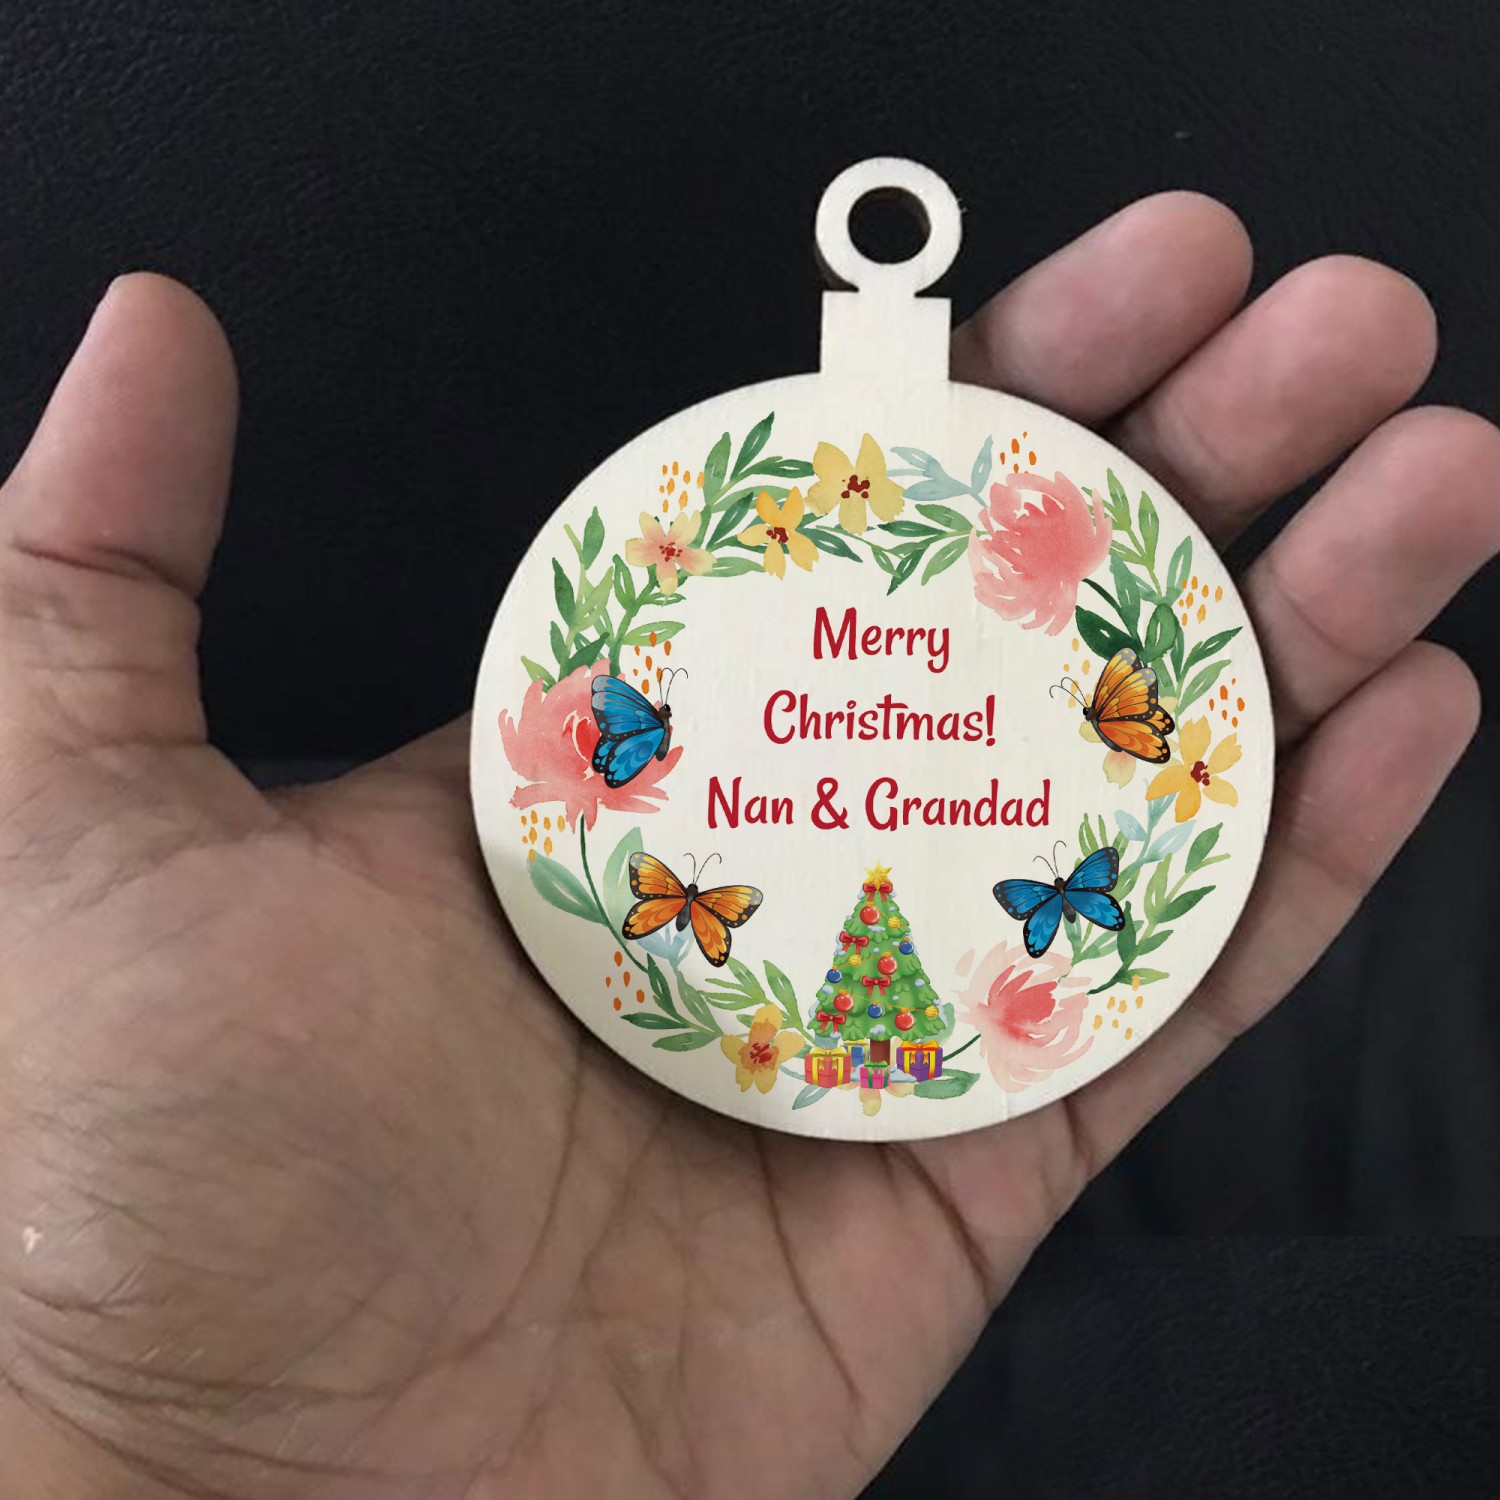 Merry
Christmas!
Nan & Grandad